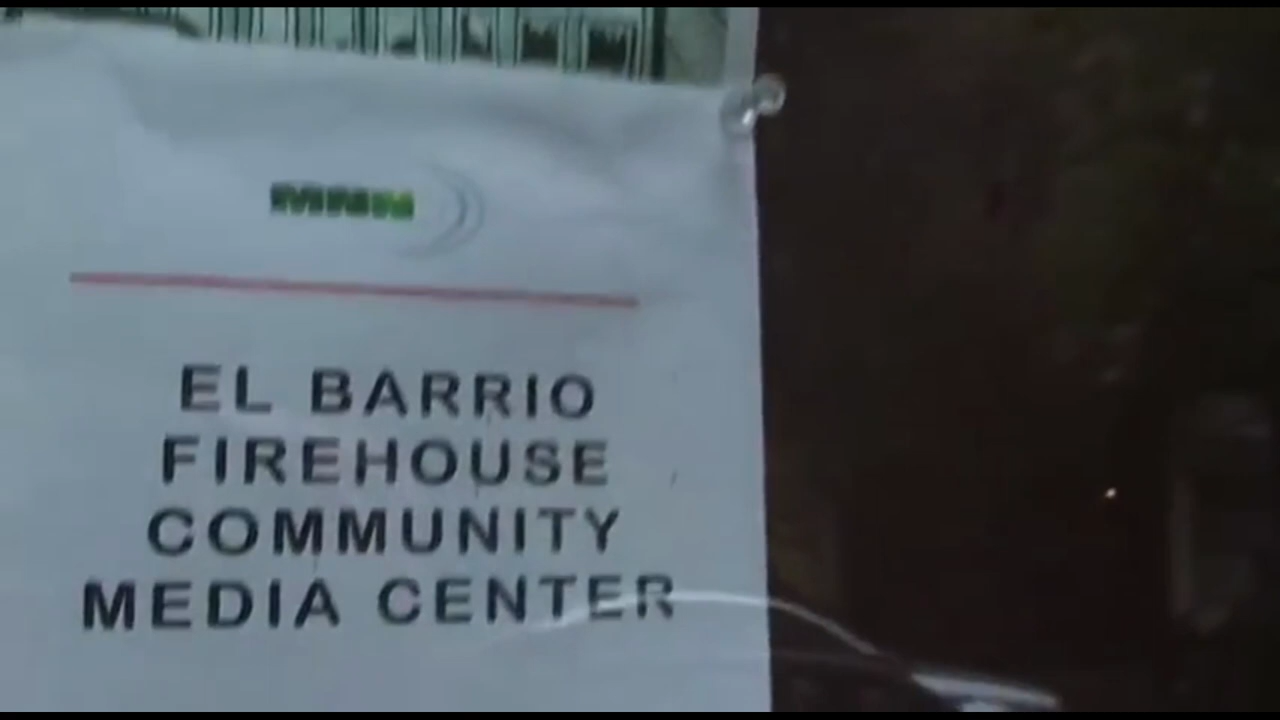 MNN
EL BARRIO
FIREHOUSE
COMMUNITY
MEDIA CENTER